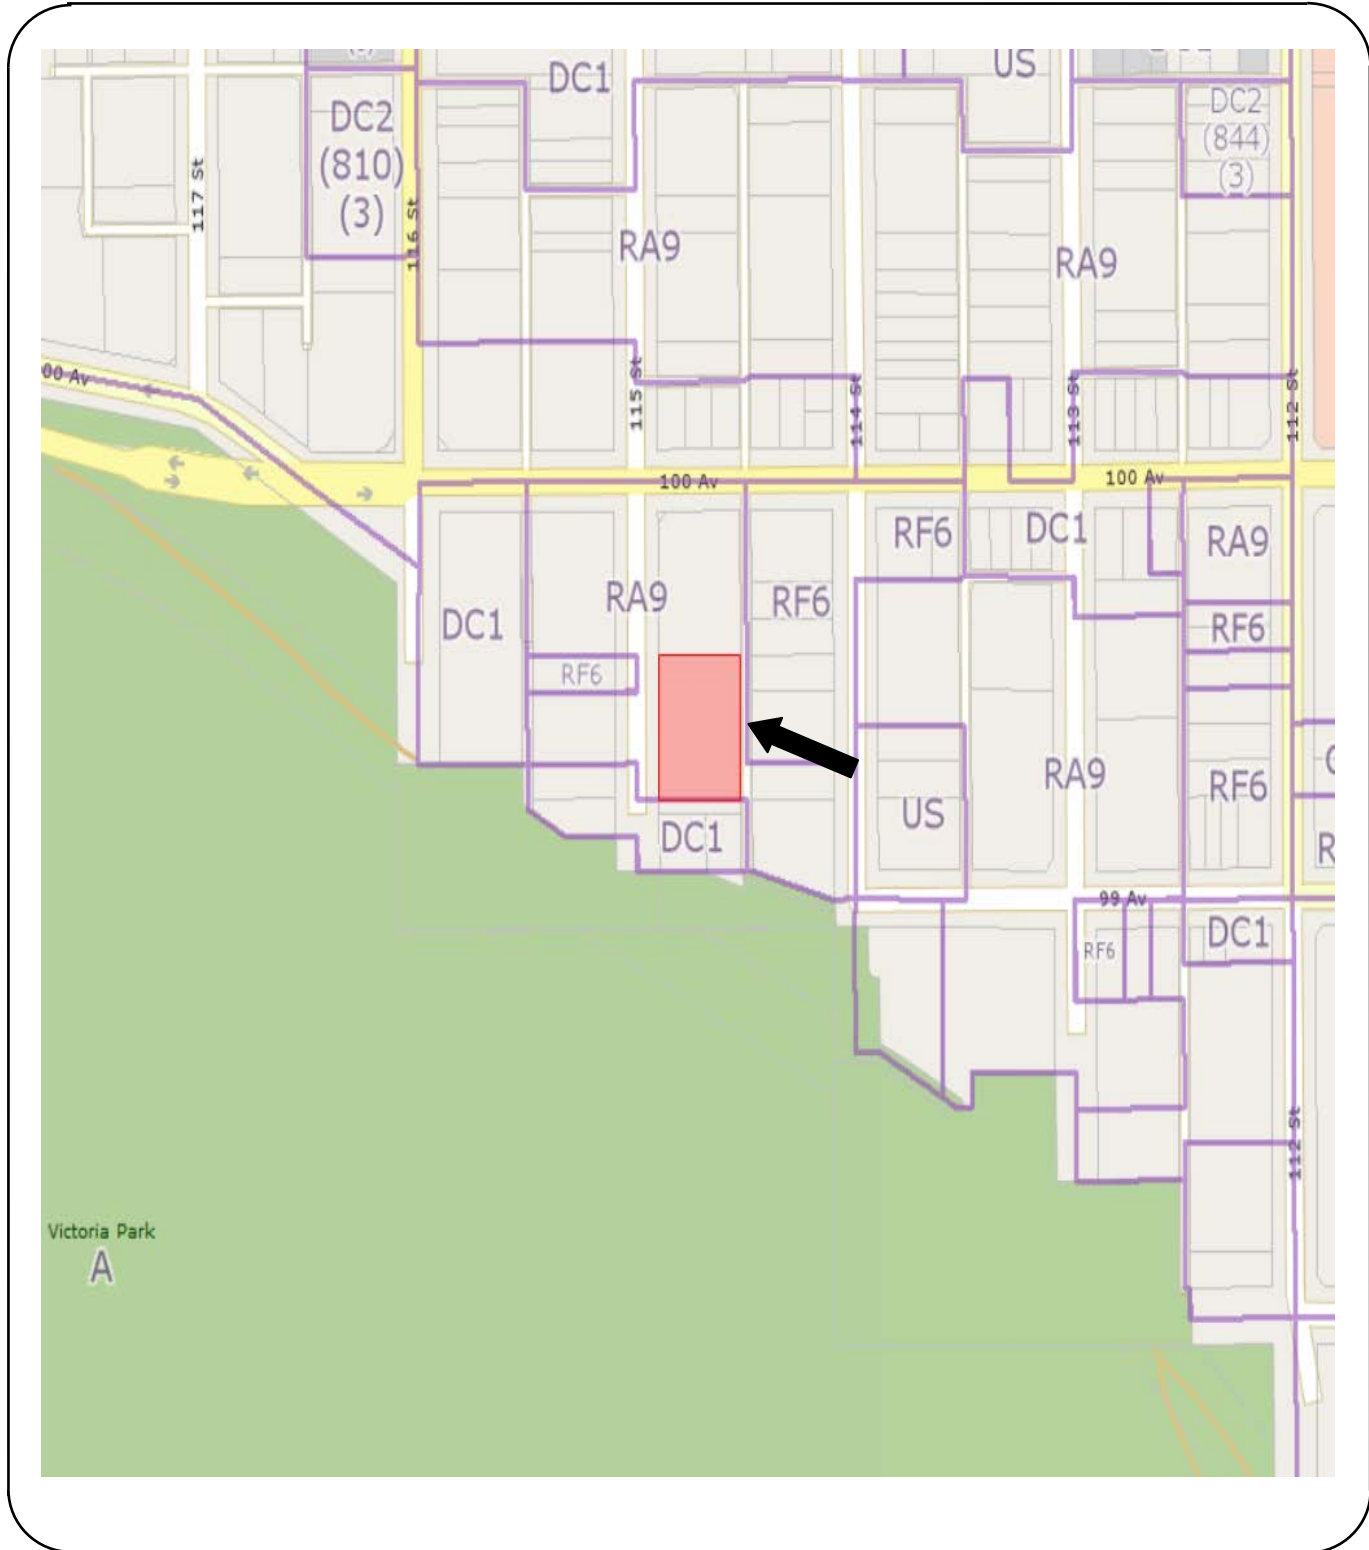 US
DC1
DC2
(810)
(3)
DC2
(844)
(3)
117 St
116 St
RA9
RA9
00 Av
115 St
114 St
113 St
112 St
100 Av
100 Av
RF6
DC1
RA9
RA9
DC1
RF6
RF6
RF6
US
RA9
RF6
DC1
99 Av
RF6
DC1
112 St
Victoria Park
A